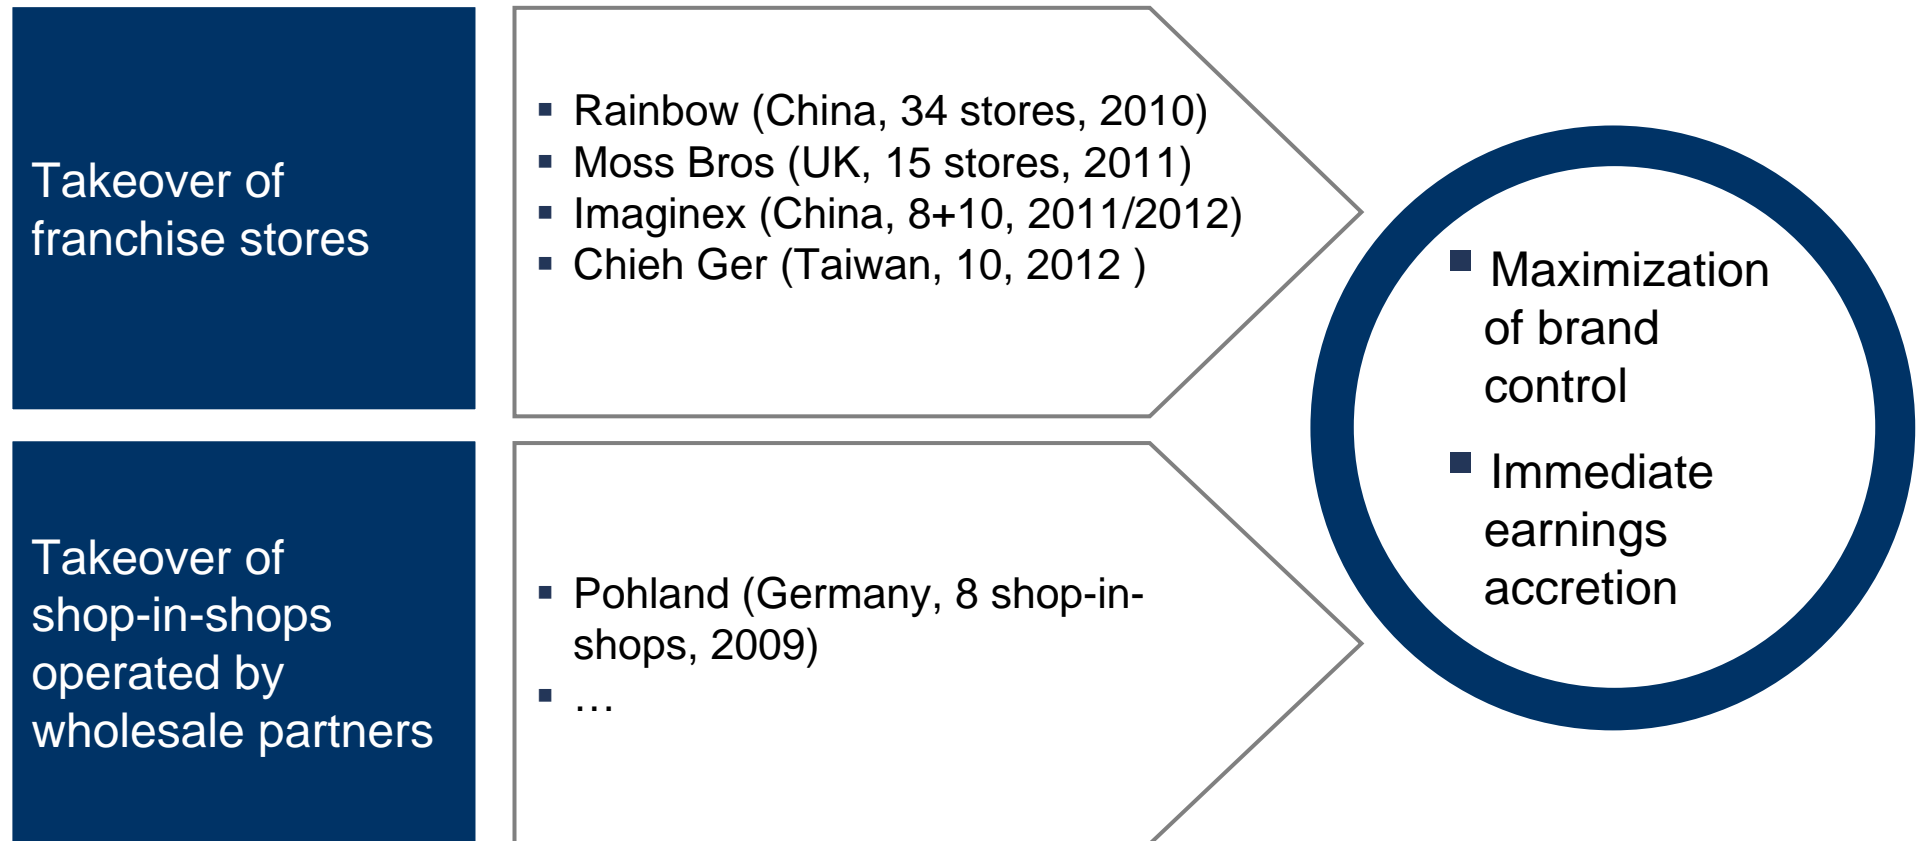 Takeover of
franchise stores
▪ Rainbow (China, 34 stores, 2010)
▪ Moss Bros (UK, 15 stores, 2011)
▪ Imaginex (China, 8+10, 2011/2012)
▪ Chieh Ger (Taiwan, 10, 2012 )
Takeover of
shop-in-shops
operated by
wholesale partners
▪ Pohland (Germany, 8 shop-in-
shops, 2009)
▪ …
▪ Maximization
of brand
control
▪ Immediate
earnings
accretion